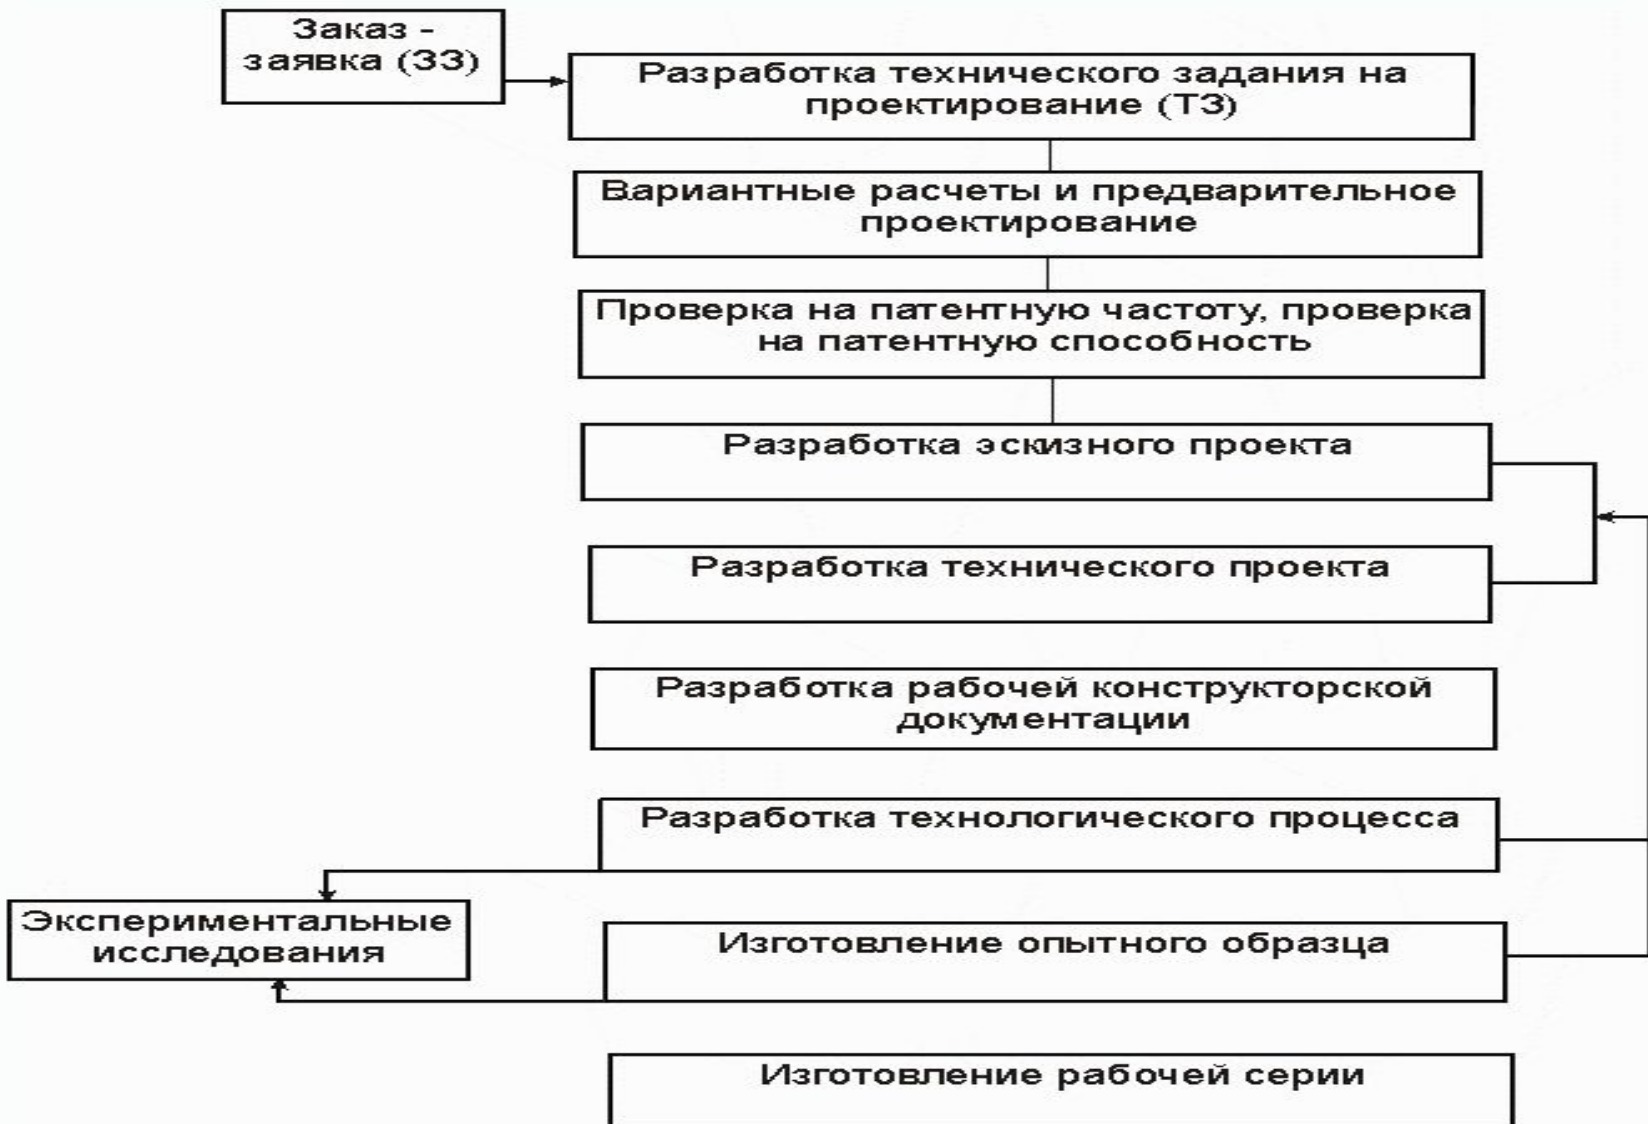 Заказ -
заявка (ЗЗ)
Разработка технического задания на
проектирование (ТЗ)
Вариантные расчеты и предварительное
проектирование
Проверка на патентную частоту, проверка
на патентную способность
Разработка эскизного проекта
Разработка технического проекта
Разработка рабочей конструкторской
документации
Разработка технологического процесса
Экспериментальные
исследования
Изготовление опытного образца
Изготовление рабочей серии